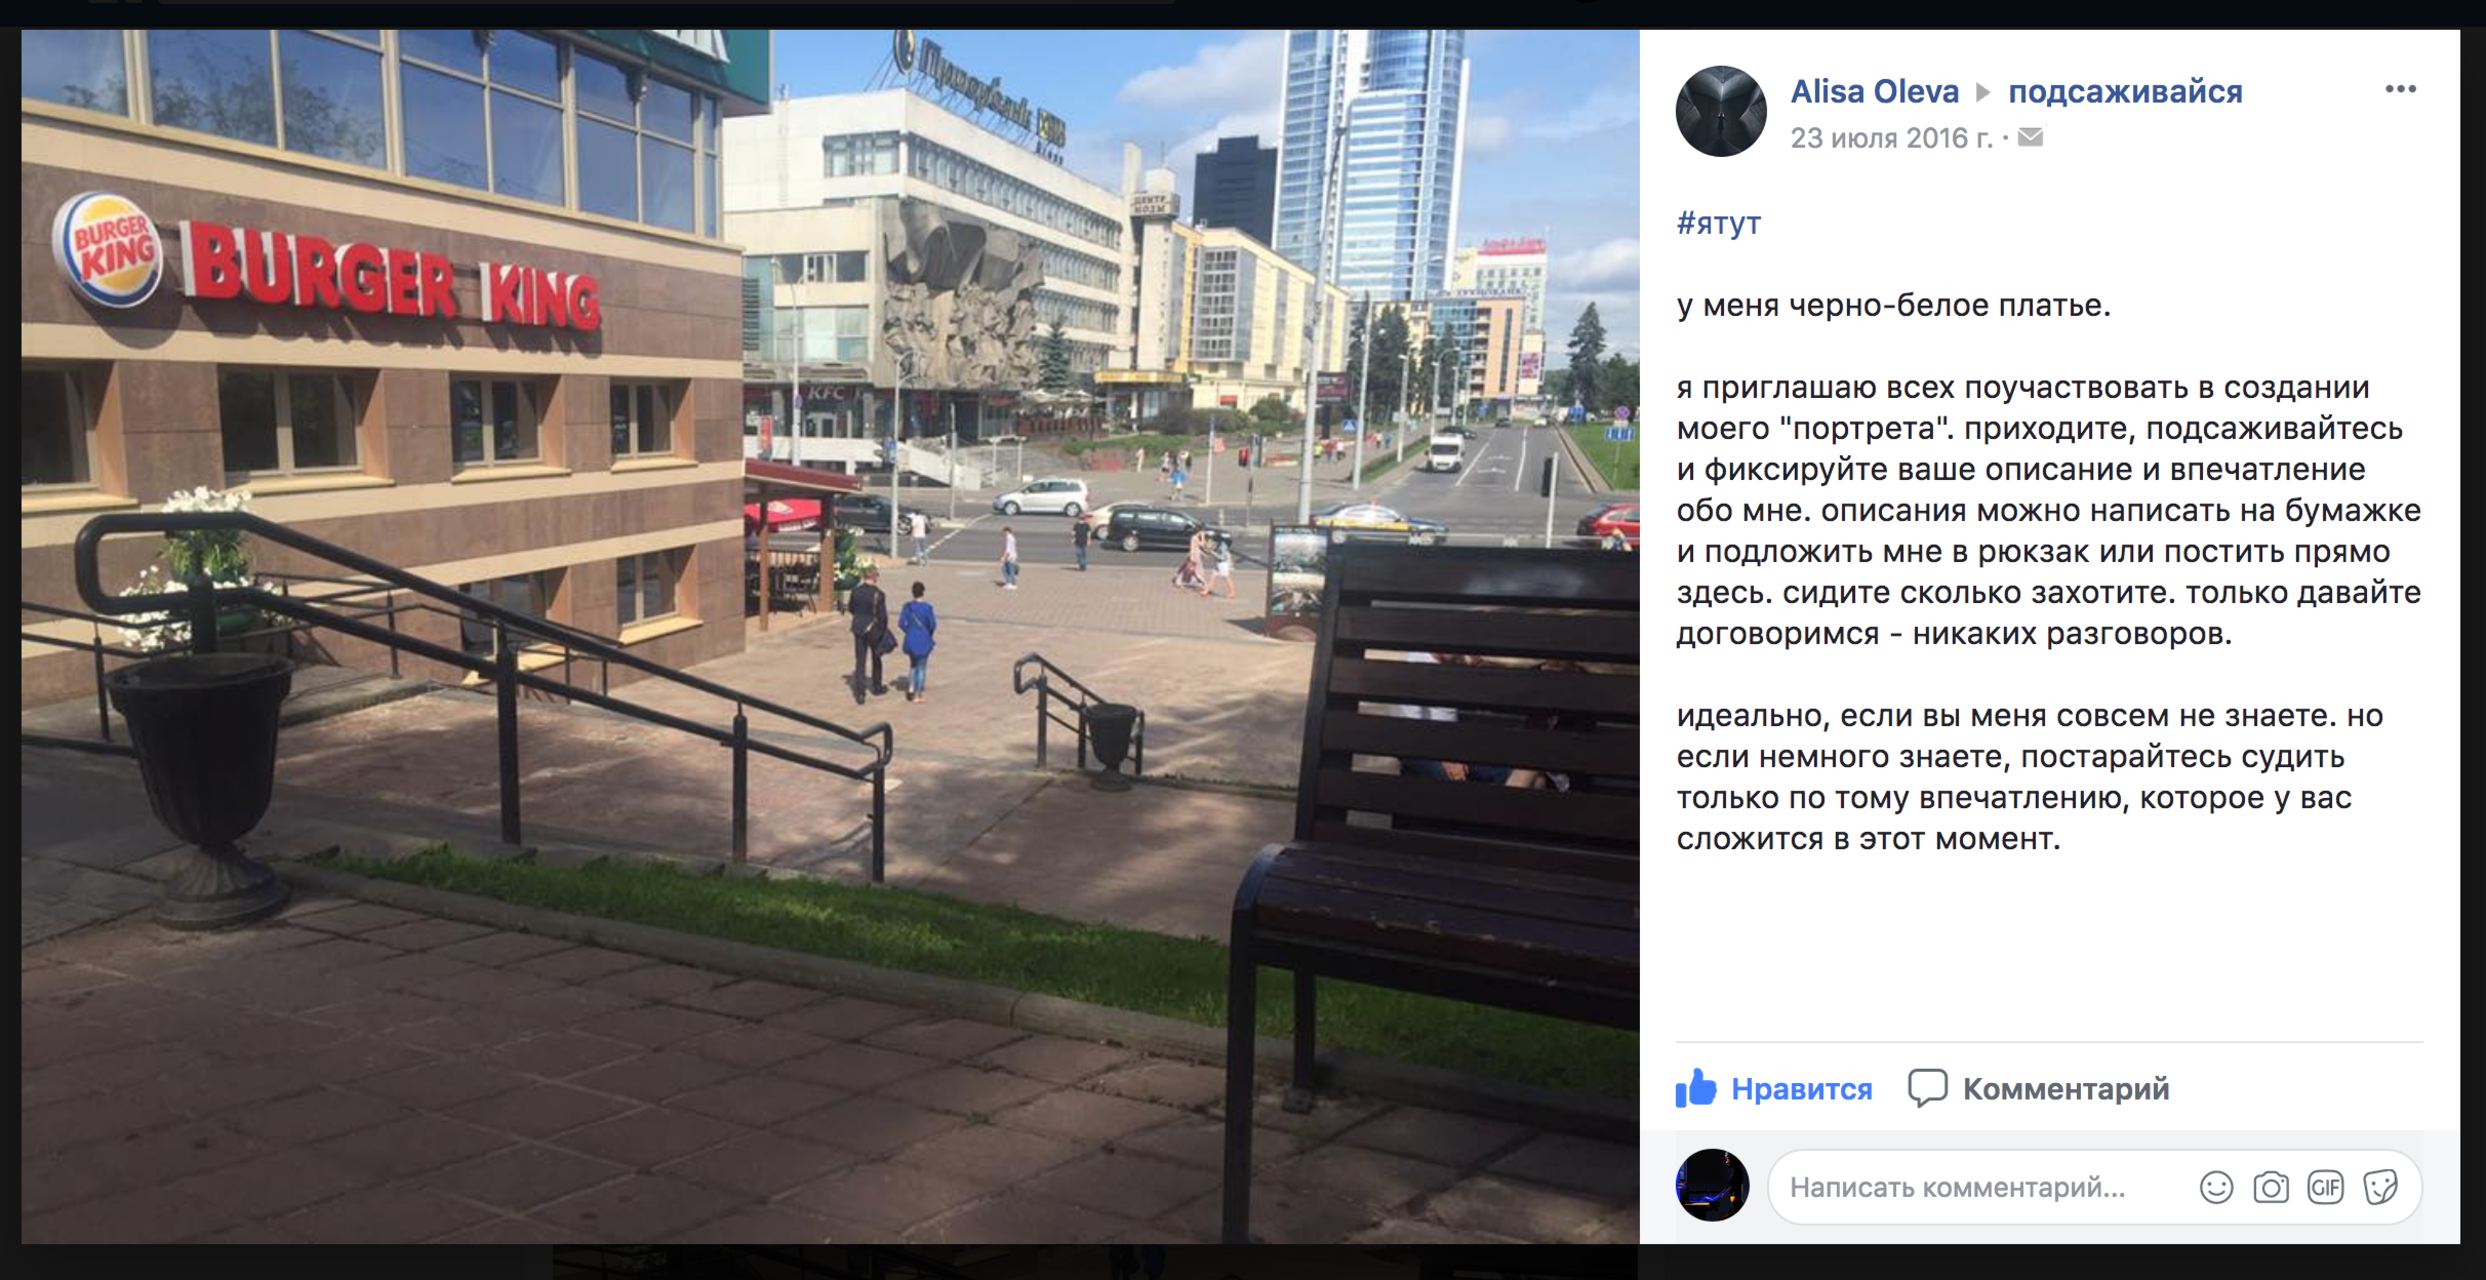 BURGER KING
BURGER KING
Приорбанк
ЦЕНТР МОДЫ
KFC
Alisa Oleva ▸ подсаживайся
23 июля 2016 г. ·
#ятут
у меня черно-белое платье.
я приглашаю всех поучаствовать в создании
моего "портрета". приходите, подсаживайтесь
и фиксируйте ваше описание и впечатление
обо мне. описания можно написать на бумажке
и подложить мне в рюкзак или постить прямо
здесь. сидите сколько захотите. только давайте
договоримся - никаких разговоров.
идеально, если вы меня совсем не знаете. но
если немного знаете, постарайтесь судить
только по тому впечатлению, которое у вас
сложится в этот момент.
Нравится Комментарий
Написать комментарий... GIF